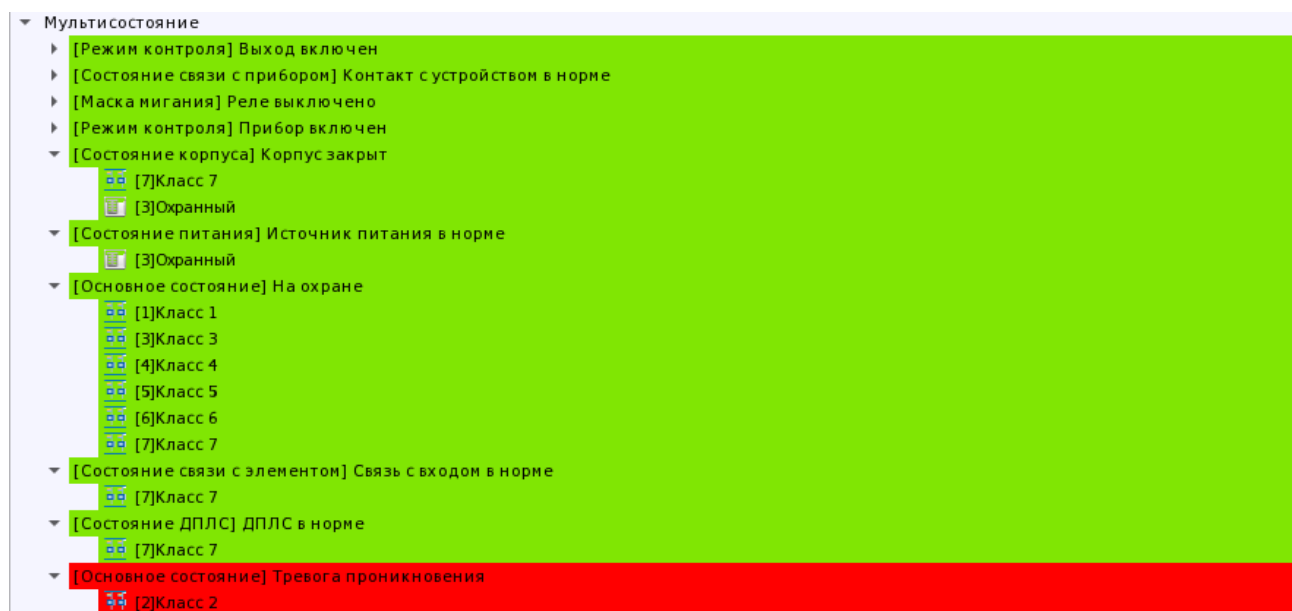 Мультисостояние
[Режим контроля] Выход включен
[Состояние связи с прибором] Контакт с устройством в норме
[Маска мигания] Реле выключено
[Режим контроля] Прибор включен
[Состояние корпуса] Корпус закрыт
[7]Класс 7
[3]Охранный
[Состояние питания] Источник питания в норме
[3]Охранный
[Основное состояние] На охране
[1]Класс 1
[3]Класс 3
[4]Класс 4
[5]Класс 5
[6]Класс 6
[7]Класс 7
[Состояние связи с элементом] Связь с входом в норме
[7]Класс 7
[Состояние ДПЛС] ДПЛС в норме
[7]Класс 7
[Основное состояние] Тревога проникновения
[2]Класс 2